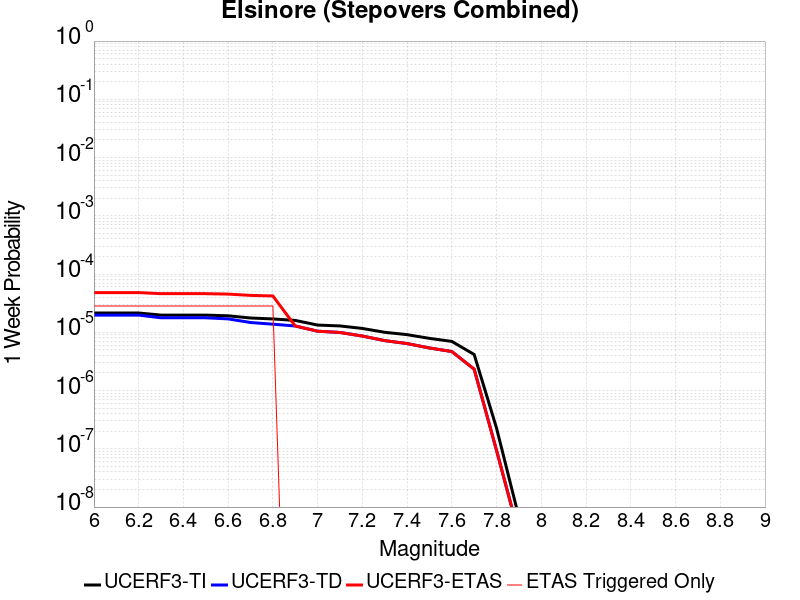 Elsinore (Stepovers Combined)
10^0
10^-1
10^-2
10^-3
10^-4
10^-5
10^-6
10^-7
10^-8
1 Week Probability
6 6.2 6.4 6.6 6.8 7 7.2 7.4 7.6 7.8 8 8.2 8.4 8.6 8.8 9
Magnitude
UCERF3-TI UCERF3-TD UCERF3-ETAS ETAS Triggered Only